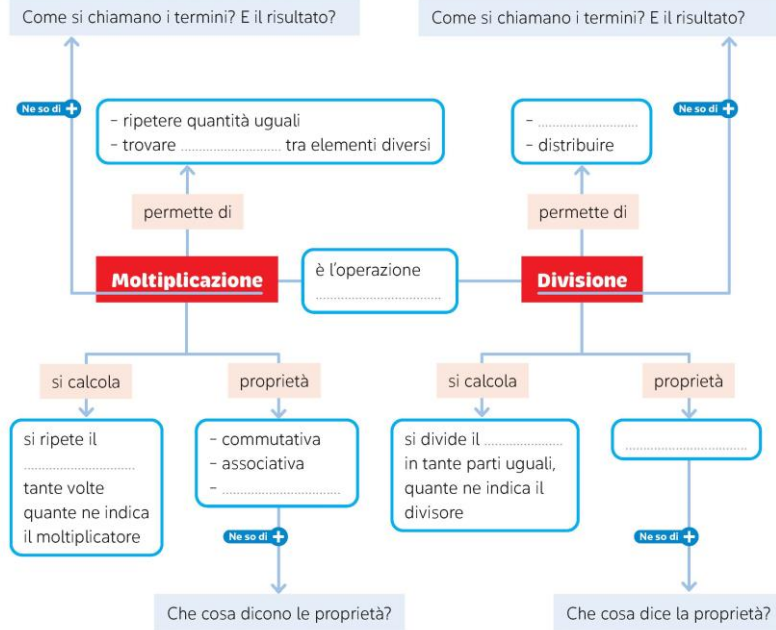 Come si chiamano i termini? E il risultato?
Come si chiamano i termini? E il risultato?
Ne so di +
Ne so di +
- ripetere quantità uguali
- trovare ........................ tra elementi diversi
- ........................
- distribuire
permette di
permette di
Moltiplicazione
è l'operazione
..............................
Divisione
si calcola
proprietà
si calcola
proprietà
si ripete il
..........................
tante volte
quante ne indica
il moltiplicatore
- commutativa
- associativa
- ............................
si divide il ...................
in tante parti uguali,
quante ne indica il
divisore
...................................
Ne so di +
Ne so di +
Che cosa dicono le proprietà?
Che cosa dice la proprietà?